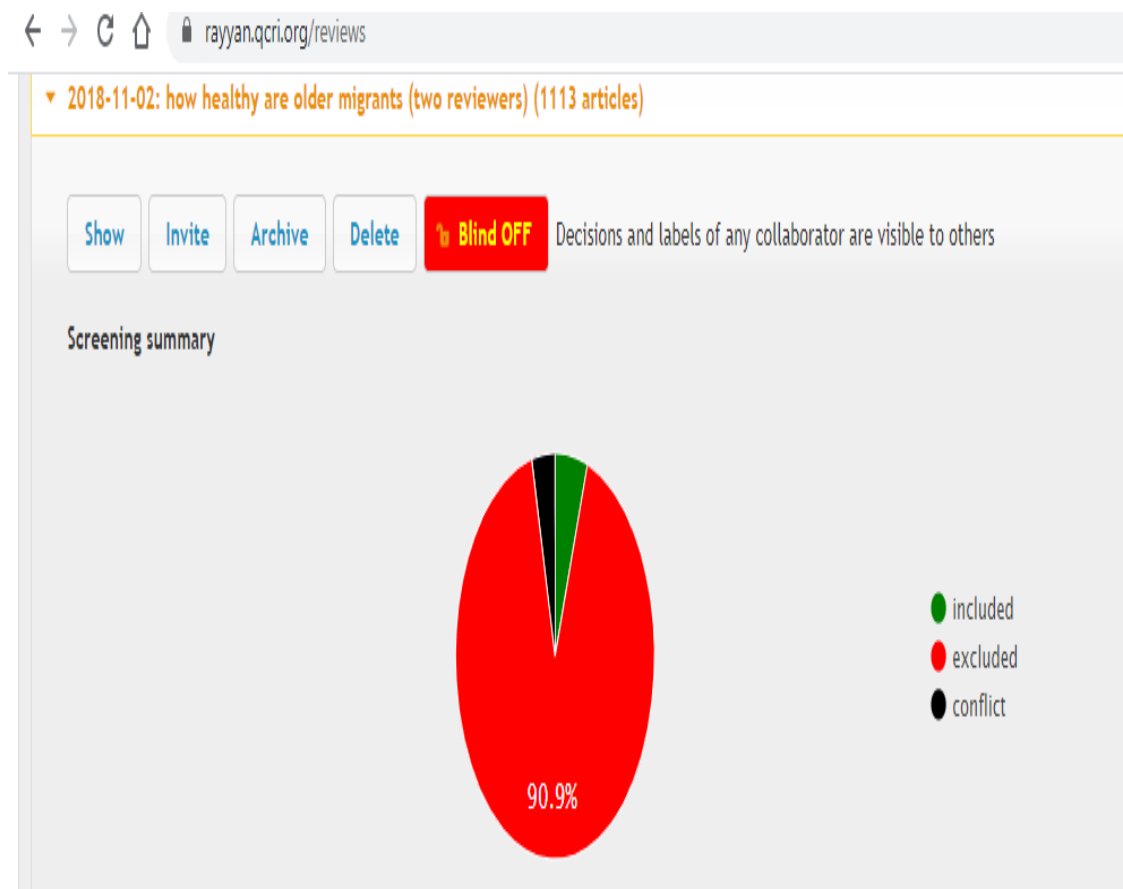 rayyan.qcri.org/reviews
2018-11-02: how healthy are older migrants (two reviewers) (1113 articles)
Show Invite Archive Delete Blind OFF Decisions and labels of any collaborator are visible to others
Screening summary
included
excluded
conflict
90.9%